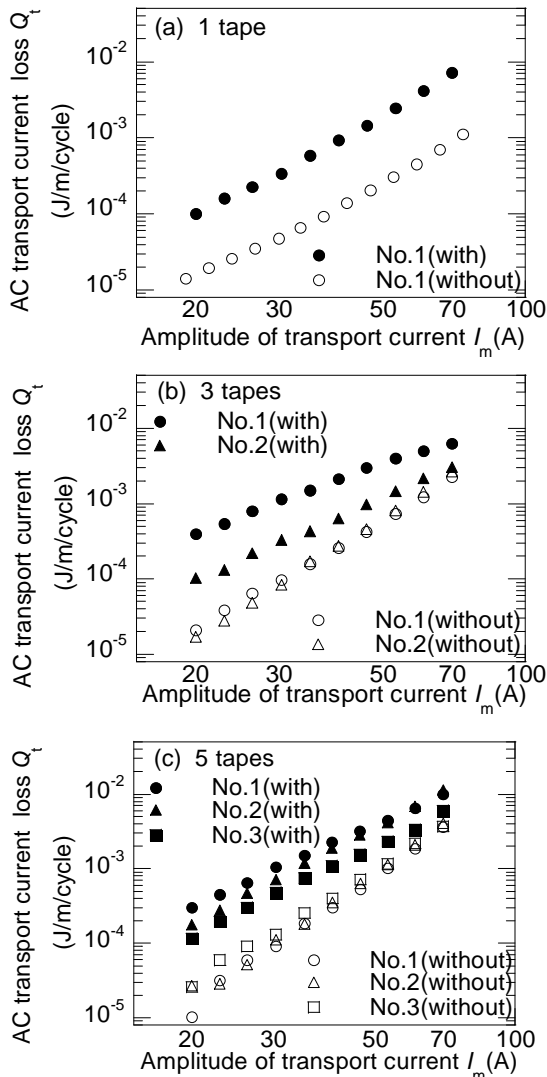 (a) 1 tape
AC transport current loss Qt
(J/m/cycle)
10-2
10-3
10-4
10-5
No.1(with)
No.1(without)
20 30 50 70 100
Amplitude of transport current Im(A)
(b) 3 tapes
No.1(with)
No.2(with)
AC transport current loss Qt
(J/m/cycle)
10-2
10-3
10-4
10-5
No.1(without)
No.2(without)
20 30 50 70 100
Amplitude of transport current Im(A)
(c) 5 tapes
No.1(with)
No.2(with)
No.3(with)
AC transport current loss Qt
(J/m/cycle)
10-2
10-3
10-4
10-5
No.1(without)
No.2(without)
No.3(without)
20 30 50 70 100
Amplitude of transport current Im(A)